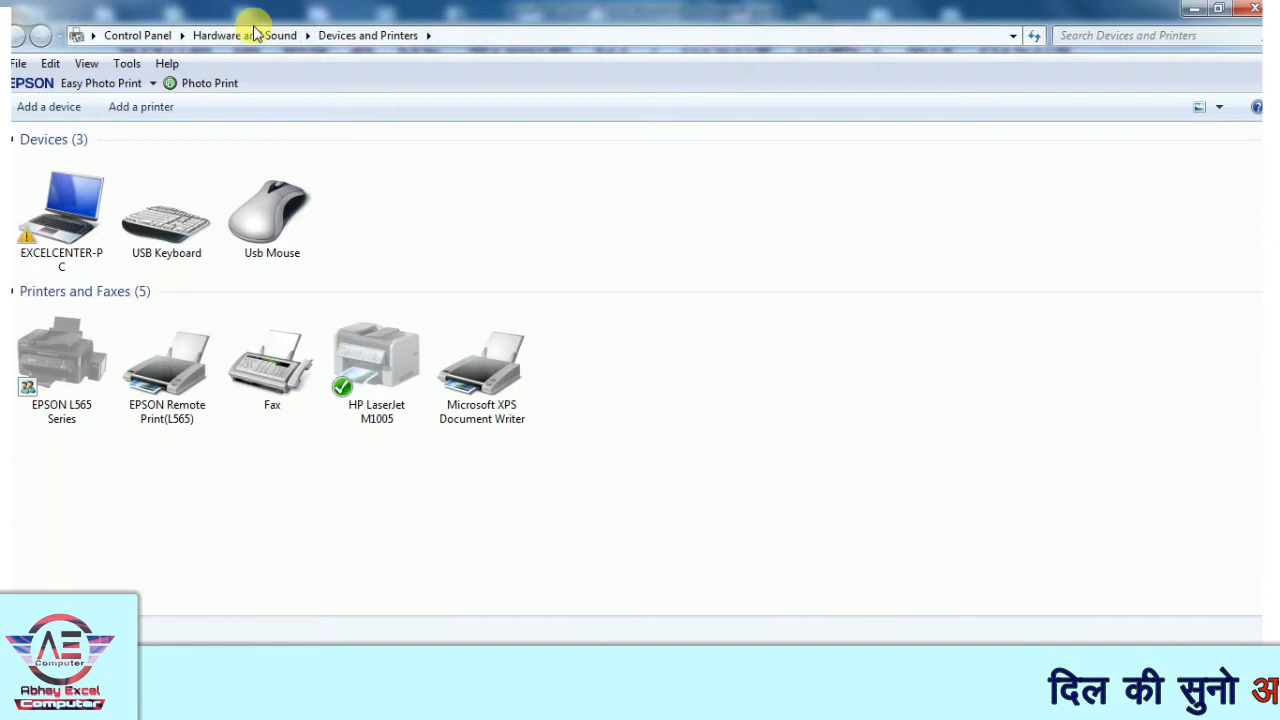 Control Panel Hardware and Sound Devices and Printers Search Devices and Printers
File Edit View Tools Help
EPSON Easy Photo Print Photo Print
Add a device Add a printer
Devices (3)
EXCELCENTER-P
C
USB Keyboard
Usb Mouse
Printers and Faxes (5)
EPSON L565
Series
EPSON Remote
Print(L565)
Fax
HP LaserJet
M1005
Microsoft XPS
Document Writer
AE
Computer
Abhay Excel
Computer
दिल की सुनो अ